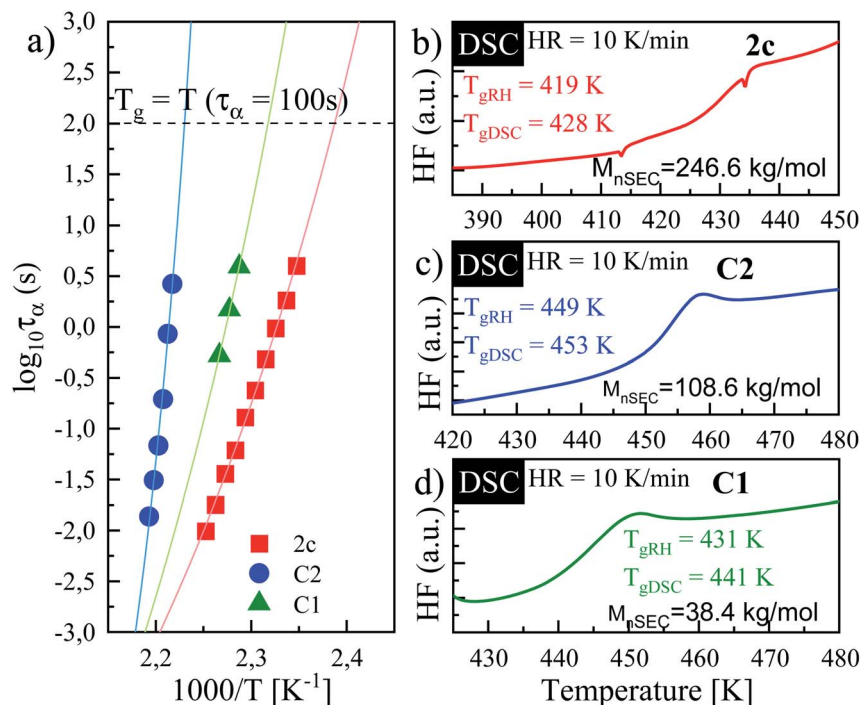 a)
T_g = T (τ_α = 100s)
3,0
2,5
2,0
1,5
1,0
0,5
0,0
-0,5
-1,0
-1,5
-2,0
-2,5
-3,0
log₁₀τ_α (s)
2c
C2
C1
2,2 2,3 2,4
1000/T [K⁻¹]
b) DSC HR = 10 K/min 2c
T_gRH = 419 K
T_gDSC = 428 K
M_nSEC=246.6 kg/mol
HF (a.u.)
390 400 410 420 430 440 450
c) DSC HR = 10 K/min C2
T_gRH = 449 K
T_gDSC = 453 K
M_nSEC=108.6 kg/mol
HF (a.u.)
420 430 440 450 460 470 480
d) DSC HR = 10 K/min C1
T_gRH = 431 K
T_gDSC = 441 K
M_nSEC=38.4 kg/mol
HF (a.u.)
430 440 450 460 470 480
Temperature [K]